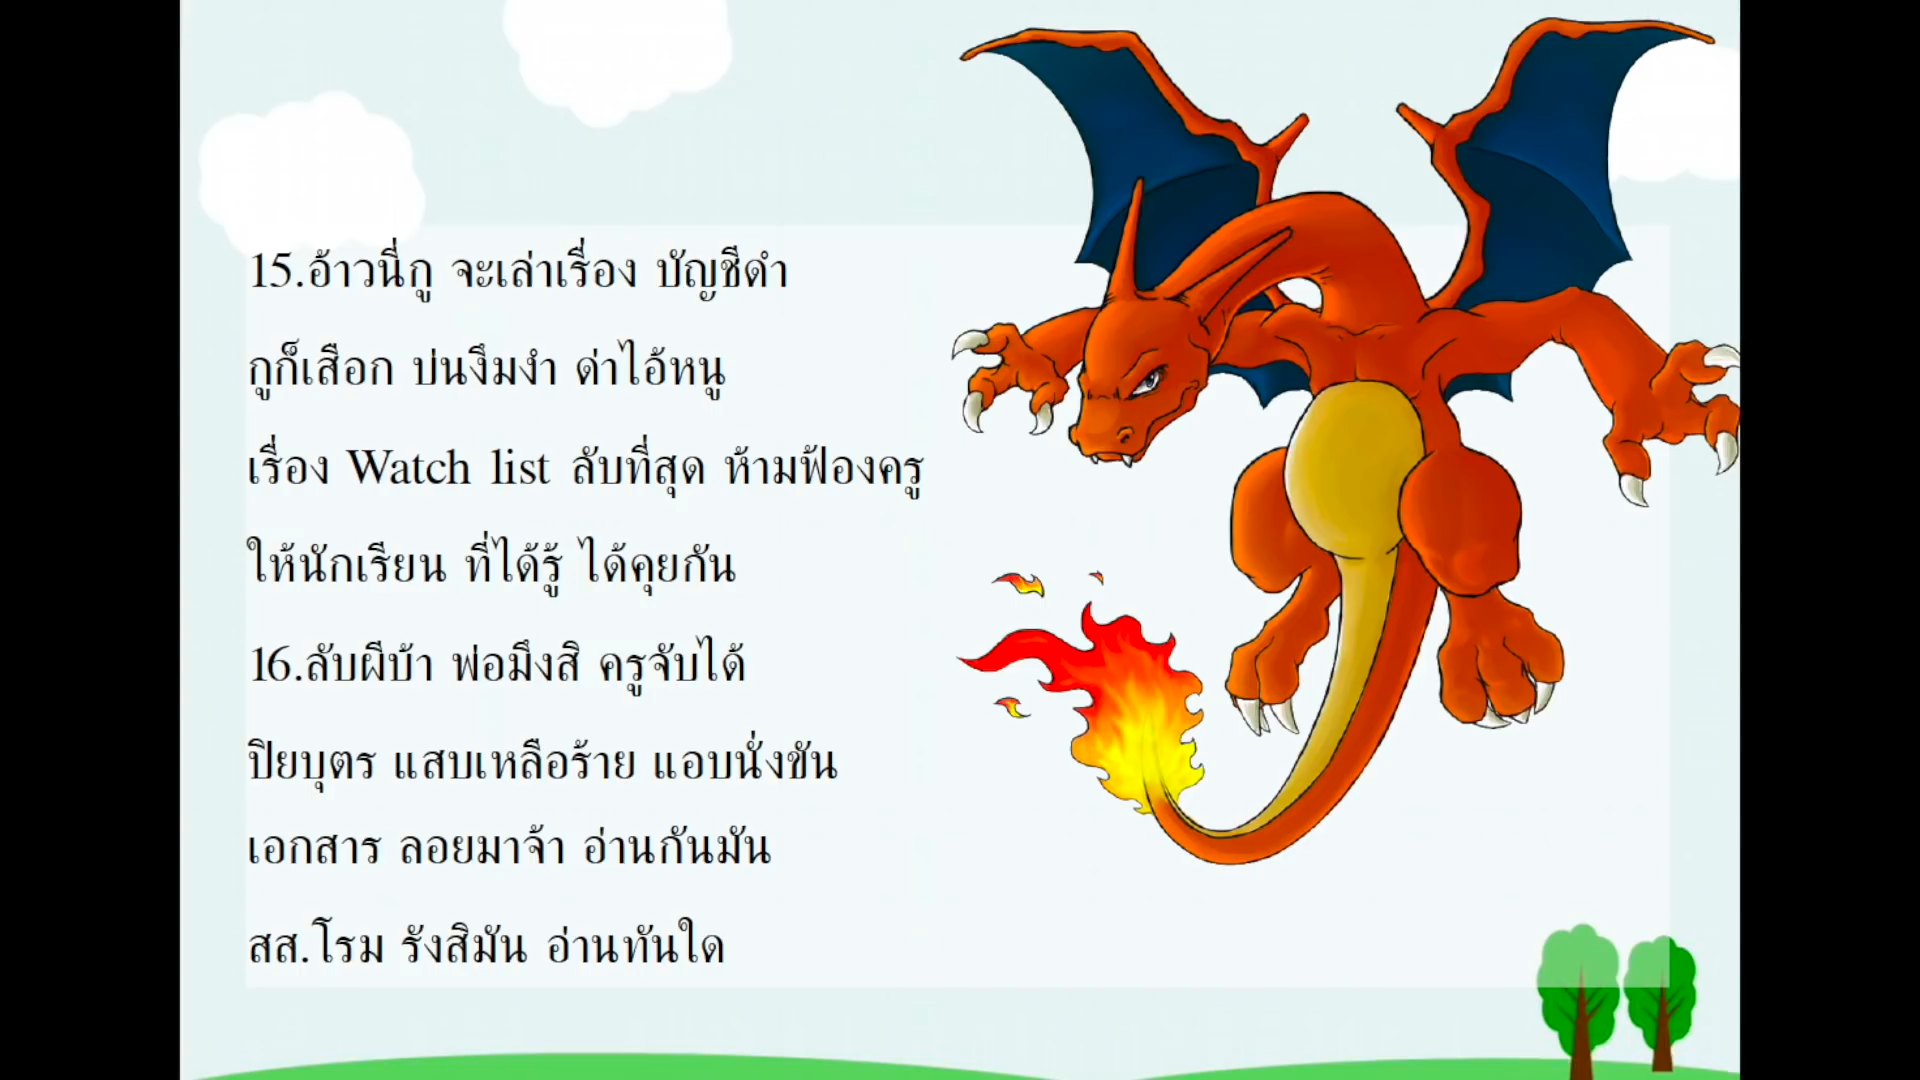 15.อ้าวนี่กู จะเล่าเรื่อง บัญชีดำ
กูก็เสือก บ่นงึมงำ ด่าไอ้หนู
เรื่อง Watch list ลับที่สุด ห้ามฟ้องครู
ให้นักเรียน ที่ได้รู้ ได้คุยกัน
16.ลับผีบ้า พ่อมึงสิ ครูจับได้
ปิยบุตร แสบเหลือร้าย แอบนั่งขัน
เอกสาร ลอยมาจ้า อ่านกันมัน
สส.โรม รังสิมัน อ่านทันใด